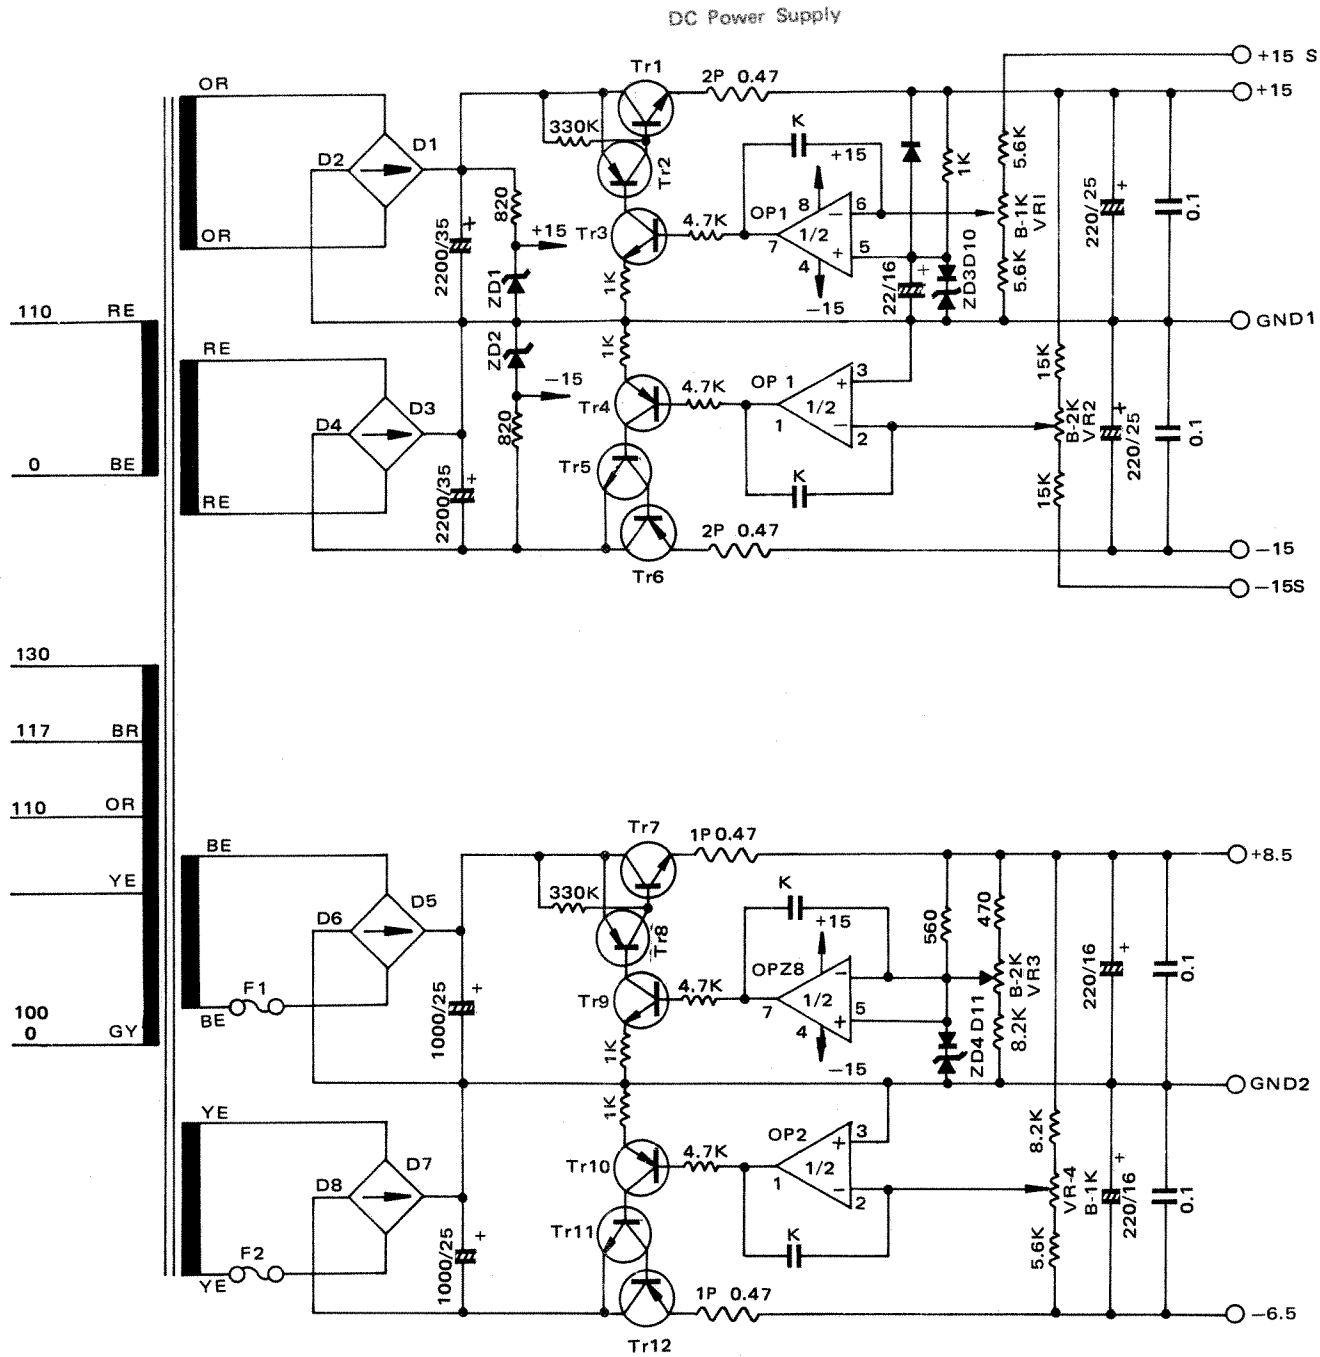 DC Power Supply
+15 S
Tr1
2P 0.47
+15
OR
330K
K
D1
D2
Tr2
+15
1K
5.6K
820
OP1
8
6
B-1K
VR1
220/25
+
0.1
OR
+
+15
Tr3
4.7K
1/2
−
5
7
+
2200/35
4
ZD1
1K
22/16
+
ZD3D10
5.6K
−15
110
RE
GND1
RE
ZD2
1K
15K
OP 1
3
−15
4.7K
+
D3
Tr4
1/2
B-2K
VR2
+
D4
820
1
−
2
220/25
0.1
0
BE
Tr5
K
15K
RE
+
2200/35
2P 0.47
−15
Tr6
−15S
130
117
BR
110
OR
YE
100
0
GY
Tr7
1P 0.47
BE
+8.5
K
330K
D5
+15
560
470
D6
Tr8
OPZ8
−
B-2K
VR3
220/16
+
0.1
F1
+
Tr9
4.7K
1/2
5
BE
7
4
+
1000/25
ZD4 D11
8.2K
1K
−15
GND2
YE
1K
OP2
3
8.2K
4.7K
+
D7
Tr10
1/2
+
D8
1
−
2
VR-4
B-1K
220/16
0.1
Tr11
K
F2
+
5.6K
YE
1000/25
1P 0.47
−6.5
Tr12